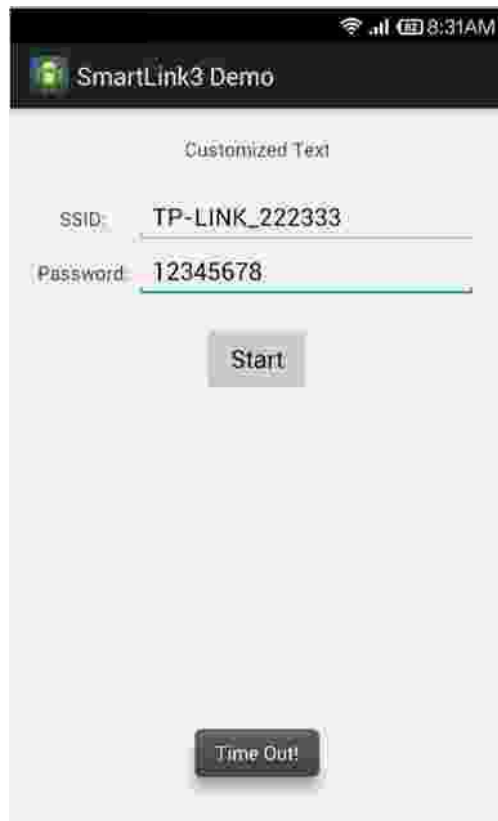 8:31AM
SmartLink3 Demo
Customized Text
SSID: TP-LINK_222333
Password: 12345678
Start
Time Out!